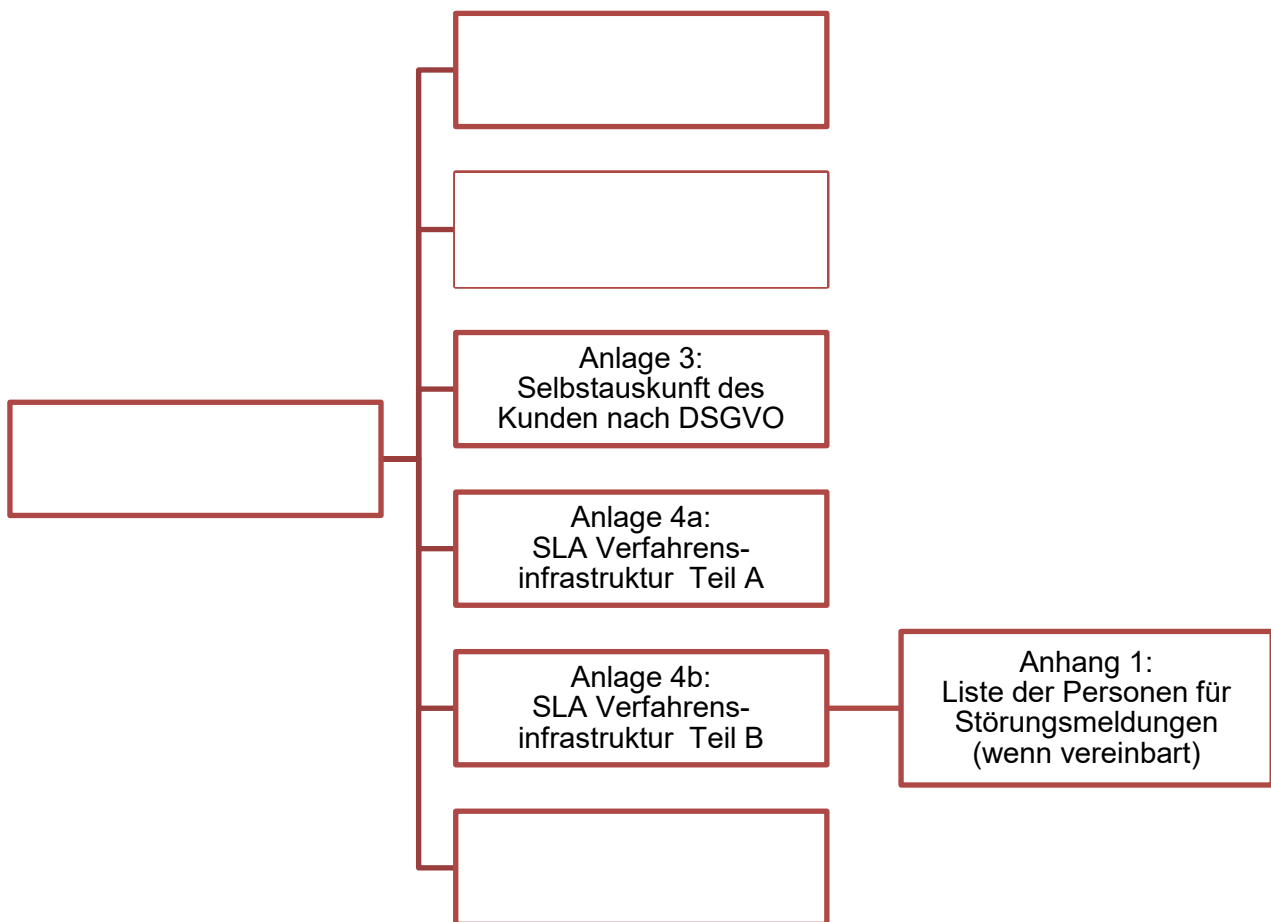 Anlage 3:
Selbstauskunft des
Kunden nach DSGVO
Anlage 4a:
SLA Verfahrens-
infrastruktur Teil A
Anlage 4b:
SLA Verfahrens-
infrastruktur Teil B
Anhang 1:
Liste der Personen für
Störungsmeldungen
(wenn vereinbart)